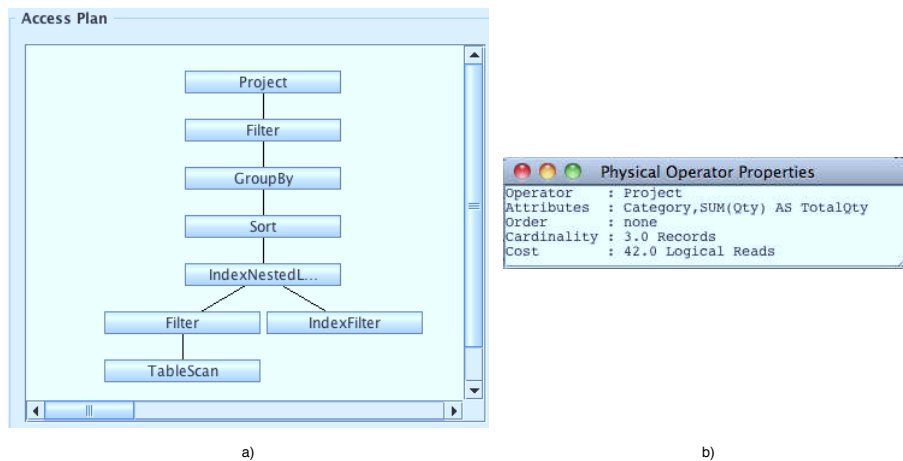 Access Plan
Project
Filter
GroupBy
Sort
IndexNestedL...
Filter
IndexFilter
TableScan
a)
Physical Operator Properties
Operator : Project
Attributes : Category,SUM(Qty) AS TotalQty
Order : none
Cardinality : 3.0 Records
Cost : 42.0 Logical Reads
b)